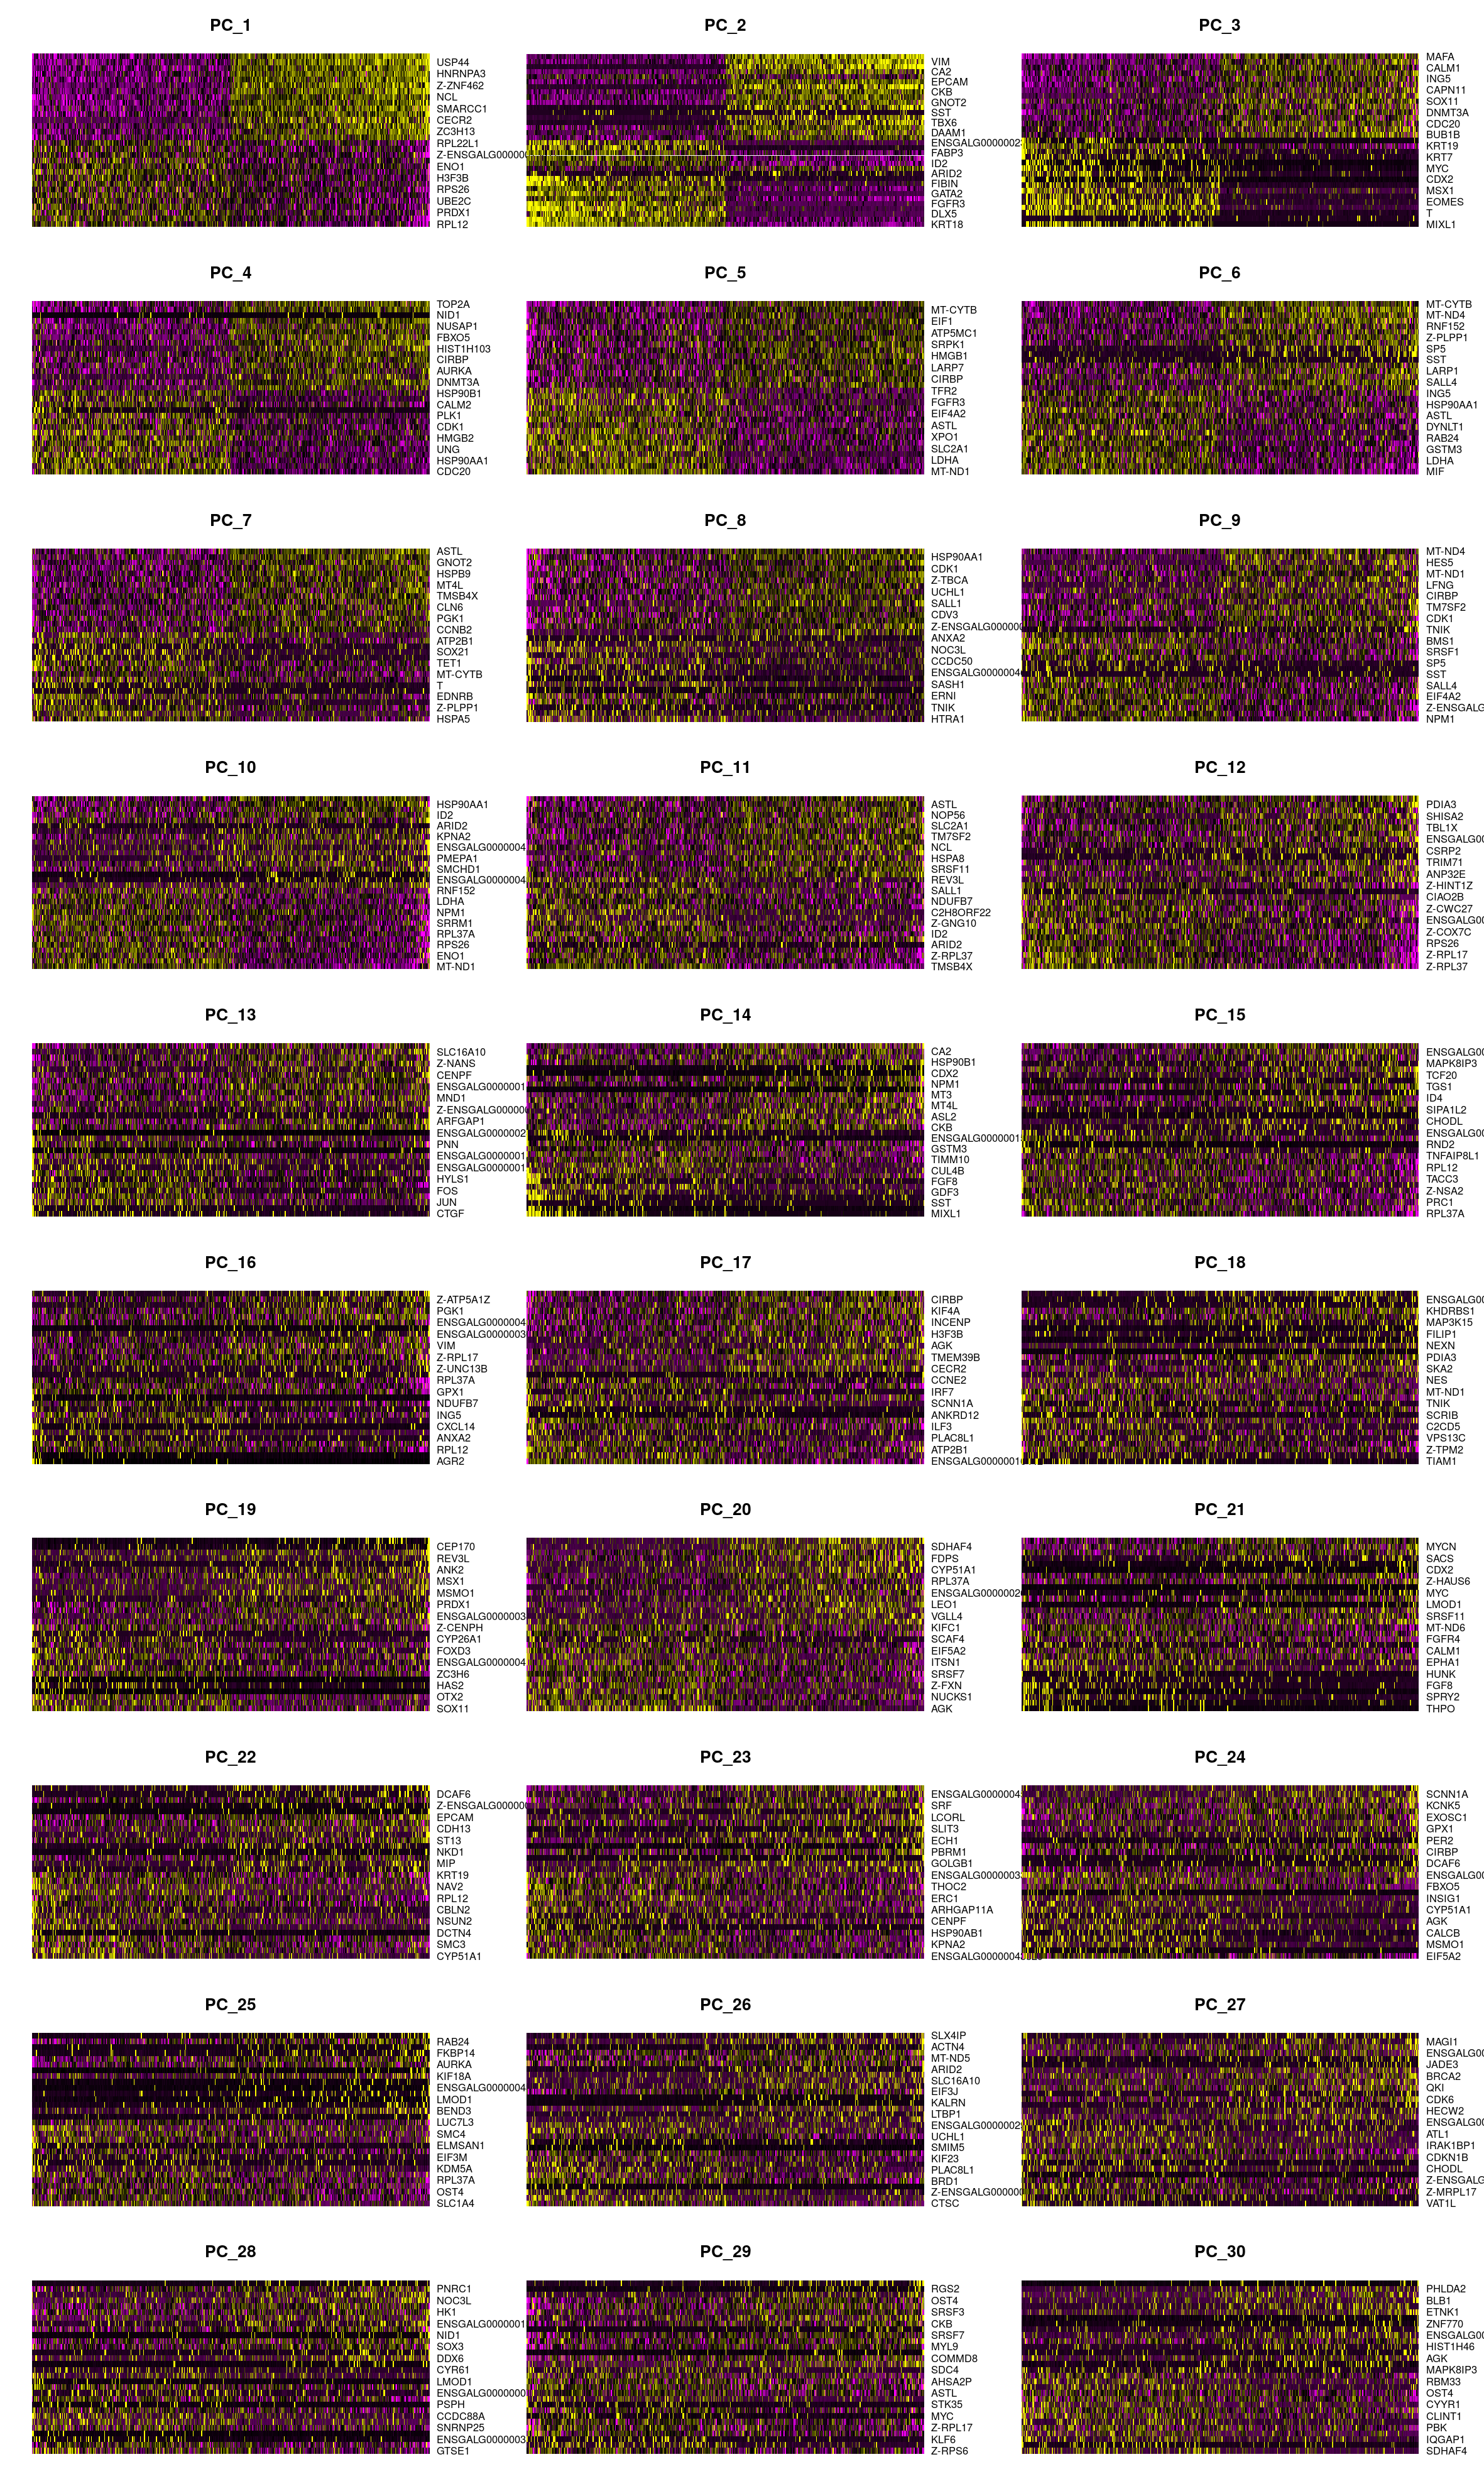 PC_1
USP44
HNRNPA3
Z-ZNF462
NCL
SMARCC1
CECR2
ZC3H13
RPL22L1
Z-ENSGALG00000
ENO1
H3F3B
RPS26
UBE2C
PRDX1
RPL12
PC_2
VIM
CA2
EPCAM
CKB
GNOT2
SST
TBX6
DAAM1
ENSGALG0000002
FABP3
ID2
ARID2
FIBIN
GATA2
FGFR3
DLX5
KRT18
PC_3
MAFA
CALM1
ING5
CAPN11
SOX11
DNMT3A
CDC20
BUB1B
KRT19
KRT7
MYC
CDX2
MSX1
EOMES
T
MIXL1
PC_4
TOP2A
NID1
NUSAP1
FBXO5
HIST1H103
CIRBP
AURKA
DNMT3A
HSP90B1
CALM2
PLK1
CDK1
HMGB2
UNG
HSP90AA1
CDC20
PC_5
MT-CYTB
EIF1
ATP5MC1
SRPK1
HMGB1
LARP7
CIRBP
TFR2
FGFR3
EIF4A2
ASTL
XPO1
SLC2A1
LDHA
MT-ND1
PC_6
MT-CYTB
MT-ND4
RNF152
Z-PLPP1
SP5
SST
LARP1
SALL4
ING5
HSP90AA1
ASTL
DYNLT1
RAB24
GSTM3
LDHA
MIF
PC_7
ASTL
GNOT2
HSPB9
MT4L
TMSB4X
CLN6
PGK1
CCNB2
ATP2B1
SOX21
TET1
MT-CYTB
T
EDNRB
Z-PLPP1
HSPA5
PC_8
HSP90AA1
CDK1
Z-TBCA
UCHL1
SALL1
CDV3
Z-ENSGALG00000
ANXA2
NOC3L
CCDC50
ENSGALG0000004
SASH1
ERNI
TNIK
HTRA1
PC_9
MT-ND4
HES5
MT-ND1
LFNG
CIRBP
TM7SF2
CDK1
TNIK
BMS1
SRSF1
SP5
SST
SALL4
EIF4A2
Z-ENSGALG
NPM1
PC_10
HSP90AA1
ID2
ARID2
KPNA2
ENSGALG0000004
PMEPA1
SMCHD1
ENSGALG0000004
RNF152
LDHA
NPM1
SRRM1
RPL37A
RPS26
ENO1
MT-ND1
PC_11
ASTL
NOP56
SLC2A1
TM7SF2
NCL
HSPA8
SRSF11
REV3L
SALL1
NDUFB7
C2H8ORF22
Z-GNG10
ID2
ARID2
Z-RPL37
TMSB4X
PC_12
PDIA3
SHISA2
TBL1X
ENSGALG00
CSRP2
TRIM71
ANP32E
Z-HINT1Z
CIAO2B
Z-CWC27
ENSGALG00
Z-COX7C
RPS26
Z-RPL17
Z-RPL37
PC_13
SLC16A10
Z-NANS
CENPF
ENSGALG0000001
MND1
Z-ENSGALG00000
ARFGAP1
ENSGALG0000002
PNN
ENSGALG0000001
ENSGALG0000001
HYLS1
FOS
JUN
CTGF
PC_14
CA2
HSP90B1
CDX2
NPM1
MT3
MT4L
ASL2
CKB
ENSGALG0000001
GSTM3
TIMM10
CUL4B
FGF8
GDF3
SST
MIXL1
PC_15
ENSGALG00
MAPK8IP3
TCF20
TGS1
ID4
SIPA1L2
CHODL
ENSGALG00
RND2
TNFAIP8L1
RPL12
TACC3
Z-NSA2
PRC1
RPL37A
PC_16
Z-ATP5A1Z
PGK1
ENSGALG0000004
ENSGALG0000003
VIM
Z-RPL17
Z-UNC13B
RPL37A
GPX1
NDUFB7
ING5
CXCL14
ANXA2
RPL12
AGR2
PC_17
CIRBP
KIF4A
INCENP
H3F3B
AGK
TMEM39B
CECR2
CCNE2
IRF7
SCNN1A
ANKRD12
ILF3
PLAC8L1
ATP2B1
ENSGALG0000001
PC_18
ENSGALG00
KHDRBS1
MAP3K15
FILIP1
NEXN
PDIA3
SKA2
NES
MT-ND1
TNIK
SCRIB
C2CD5
VPS13C
Z-TPM2
TIAM1
PC_19
CEP170
REV3L
ANK2
MSX1
MSMO1
PRDX1
ENSGALG0000003
Z-CENPH
CYP26A1
FOXD3
ENSGALG0000004
ZC3H6
HAS2
OTX2
SOX11
PC_20
SDHAF4
FDPS
CYP51A1
RPL37A
ENSGALG0000002
LEO1
VGLL4
KIFC1
SCAF4
EIF5A2
ITSN1
SRSF7
Z-FXN
NUCKS1
AGK
PC_21
MYCN
SACS
CDX2
Z-HAUS6
MYC
LMOD1
SRSF11
MT-ND6
FGFR4
CALM1
EPHA1
HUNK
FGF8
SPRY2
THPO
PC_22
DCAF6
Z-ENSGALG00000
EPCAM
CDH13
ST13
NKD1
MIP
KRT19
NAV2
RPL12
CBLN2
NSUN2
DCTN4
SMC3
CYP51A1
PC_23
ENSGALG0000004
SRF
LCORL
SLIT3
ECH1
PBRM1
GOLGB1
ENSGALG0000003
THOC2
ERC1
ARHGAP11A
CENPF
HSP90AB1
KPNA2
ENSGALG0000004
PC_24
SCNN1A
KCNK5
EXOSC1
GPX1
PER2
CIRBP
DCAF6
ENSGALG00
FBXO5
INSIG1
CYP51A1
AGK
CALCB
MSMO1
EIF5A2
PC_25
RAB24
FKBP14
AURKA
KIF18A
ENSGALG0000004
LMOD1
BEND3
LUC7L3
SMC4
ELMSAN1
EIF3M
KDM5A
RPL37A
OST4
SLC1A4
PC_26
SLX4IP
ACTN4
MT-ND5
ARID2
SLC16A10
EIF3J
KALRN
LTBP1
ENSGALG0000002
UCHL1
SMIM5
KIF23
PLAC8L1
BRD1
Z-ENSGALG00000
CTSC
PC_27
MAGI1
ENSGALG00
JADE3
BRCA2
QKI
CDK6
HECW2
ENSGALG00
ATL1
IRAK1BP1
CDKN1B
CHODL
Z-ENSGALG
Z-MRPL17
VAT1L
PC_28
PNRC1
NOC3L
HK1
ENSGALG0000001
NID1
SOX3
DDX6
CYR61
LMOD1
ENSGALG0000000
PSPH
CCDC88A
SNRNP25
ENSGALG0000003
GTSE1
PC_29
RGS2
OST4
SRSF3
CKB
SRSF7
MYL9
COMMD8
SDC4
AHSA2P
ASTL
STK35
MYC
Z-RPL17
KLF6
Z-RPS6
PC_30
PHLDA2
BLB1
ETNK1
ZNF770
ENSGALG00
HIST1H46
AGK
MAPK8IP3
RBM33
OST4
CYYR1
CLINT1
PBK
IQGAP1
SDHAF4